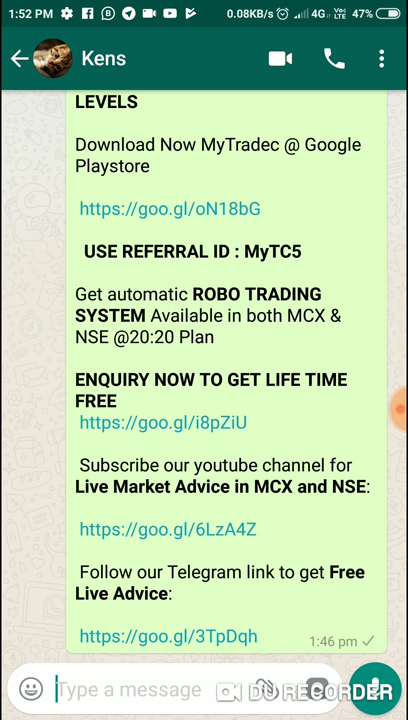 1:52 PM 0.08KB/s 4G VoLTE 47%
Kens
LEVELS
Download Now MyTradec @ Google
Playstore
https://goo.gl/oN18bG
USE REFERRAL ID : MyTC5
Get automatic ROBO TRADING
SYSTEM Available in both MCX &
NSE @20:20 Plan
ENQUIRY NOW TO GET LIFE TIME
FREE
https://goo.gl/i8pZiU
Subscribe our youtube channel for
Live Market Advice in MCX and NSE:
https://goo.gl/6LzA4Z
Follow our Telegram link to get Free
Live Advice:
https://goo.gl/3TpDqh
1:46 pm
Type a message
DU RECORDER